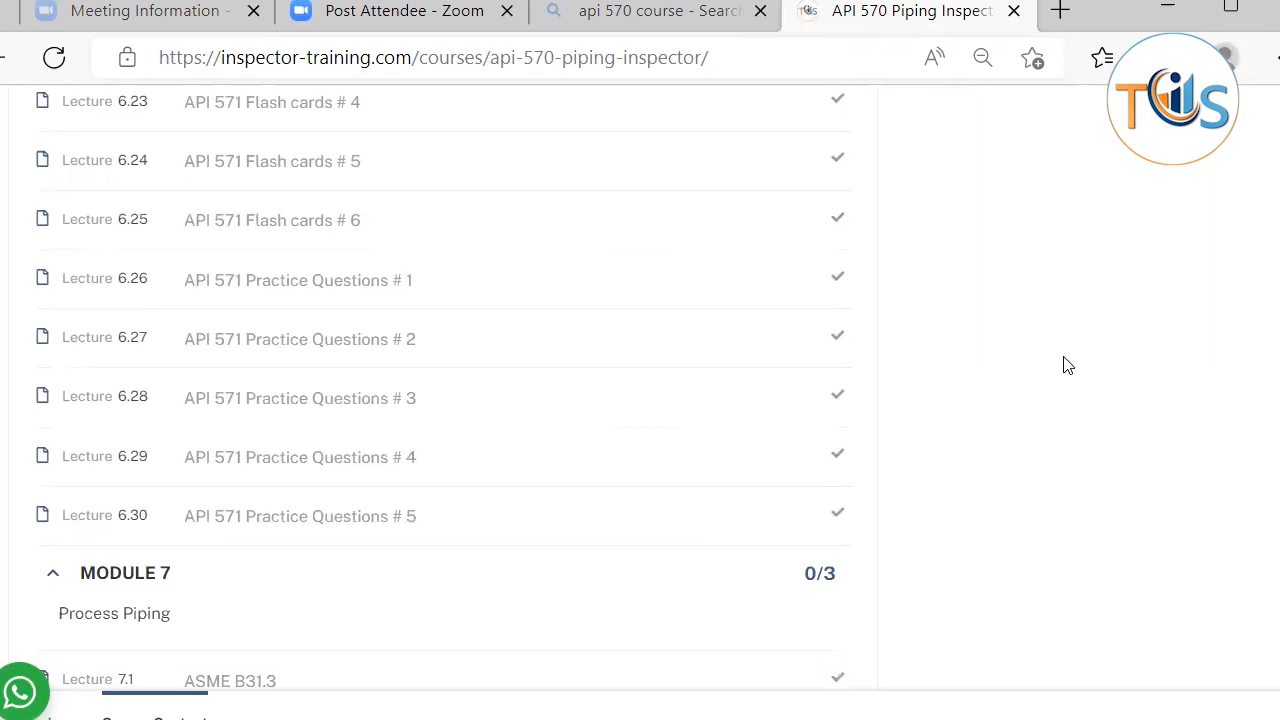 Meeting Information -
Post Attendee - Zoom
api 570 course - Search
API 570 Piping Inspect
https://inspector-training.com/courses/api-570-piping-inspector/
TIS
Lecture 6.23 API 571 Flash cards # 4
Lecture 6.24 API 571 Flash cards # 5
Lecture 6.25 API 571 Flash cards # 6
Lecture 6.26 API 571 Practice Questions # 1
Lecture 6.27 API 571 Practice Questions # 2
Lecture 6.28 API 571 Practice Questions # 3
Lecture 6.29 API 571 Practice Questions # 4
Lecture 6.30 API 571 Practice Questions # 5
MODULE 7 0/3
Process Piping
Lecture 7.1 ASME B31.3